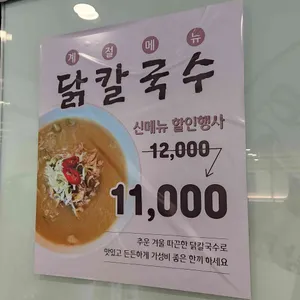 계절메뉴
닭칼국수
신메뉴 할인행사
12,000
11,000
추운 겨울 따끈한 닭칼국수로
맛있고 든든하게 가성비 좋은 한끼 하세요